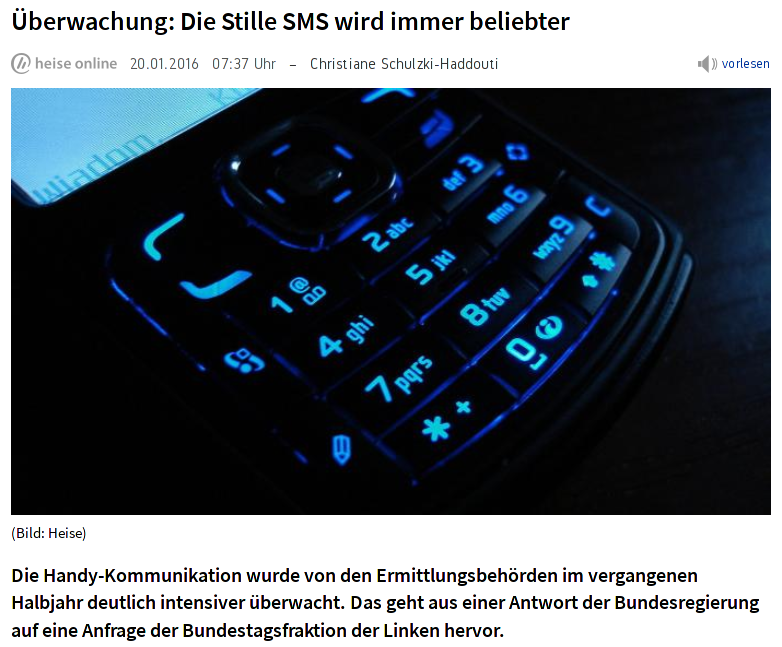 Überwachung: Die Stille SMS wird immer beliebter
heise online 20.01.2016 07:37 Uhr – Christiane Schulzki-Haddouti
vorlesen
wiadom.
def 3
mno 6
wxyz 9
C
2 abc
5 jkl
8 tuv
0
1 @
4 ghi
7 pqrs
* +
#
(Bild: Heise)
Die Handy-Kommunikation wurde von den Ermittlungsbehörden im vergangenen
Halbjahr deutlich intensiver überwacht. Das geht aus einer Antwort der Bundesregierung
auf eine Anfrage der Bundestagsfraktion der Linken hervor.